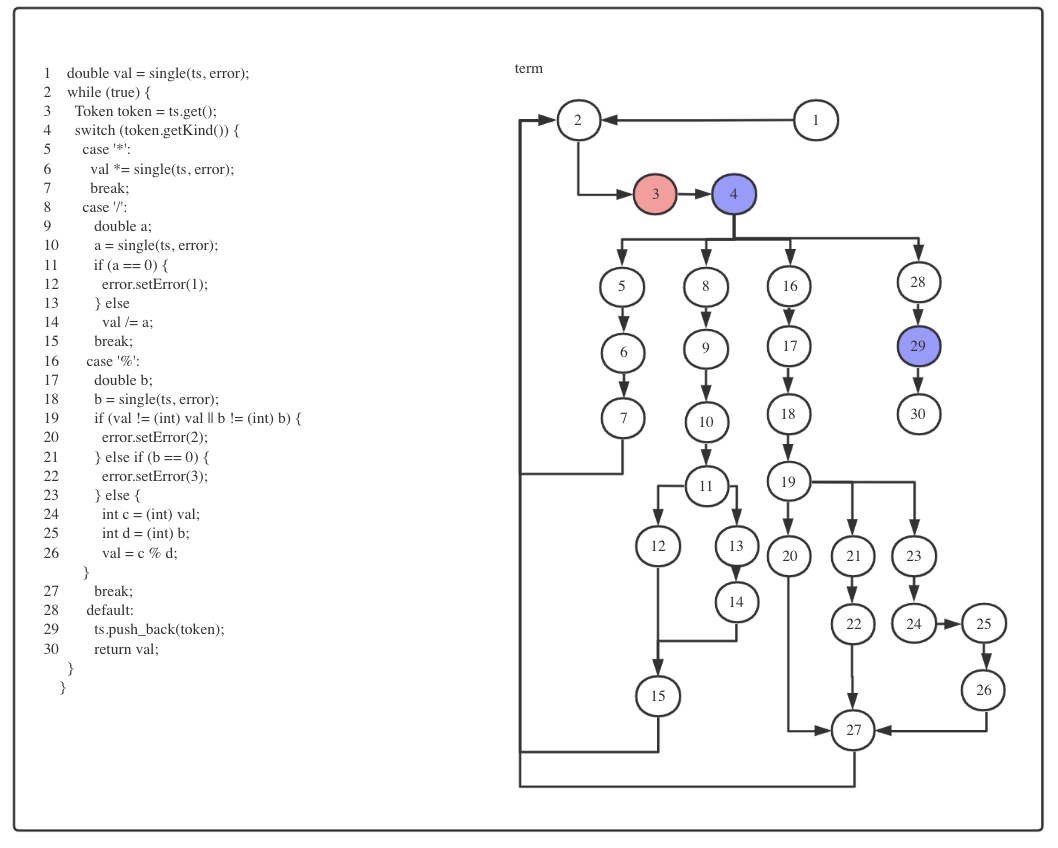 term
1 double val = single(ts, error);
2 while (true) {
3 Token token = ts.get();
4 switch (token.getKind()) {
5 case '*':
6 val *= single(ts, error);
7 break;
8 case '/':
9 double a;
10 a = single(ts, error);
11 if (a == 0) {
12 error.setError(1);
13 } else
14 val /= a;
15 break;
16 case '%':
17 double b;
18 b = single(ts, error);
19 if (val != (int) val || b != (int) b) {
20 error.setError(2);
21 } else if (b == 0) {
22 error.setError(3);
23 } else {
24 int c = (int) val;
25 int d = (int) b;
26 val = c % d;
}
27 break;
28 default:
29 ts.push_back(token);
30 return val;
}
}
2 1
3 4
5 8 16 28
6 9 17 29
7 10 18 30
11 19
12 13 20 21 23
14 22 24 25
15 26
27